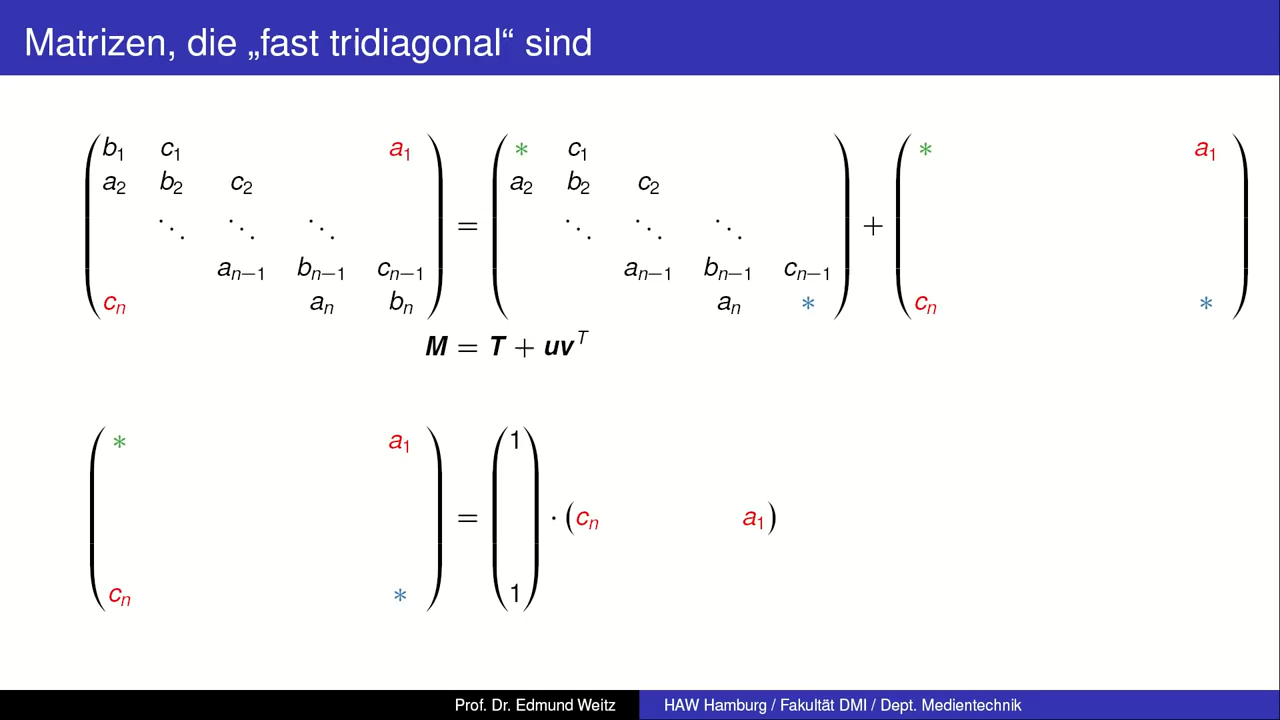 Matrizen, die „fast tridiagonal“ sind
b₁ c₁ a₁ * c₁ * a₁
a₂ b₂ c₂ a₂ b₂ c₂
⋱ ⋱ ⋱ = ⋱ ⋱ ⋱ +
aₙ₋₁ bₙ₋₁ cₙ₋₁ aₙ₋₁ bₙ₋₁ cₙ₋₁
cₙ aₙ bₙ aₙ * cₙ *
M = T + uvᵀ
* a₁ 1
= · (cₙ a₁)
cₙ * 1
Prof. Dr. Edmund Weitz HAW Hamburg / Fakultät DMI / Dept. Medientechnik